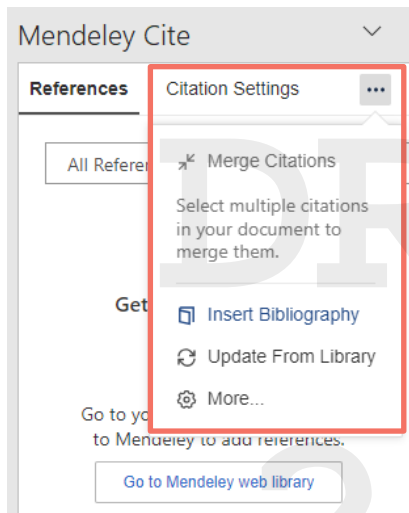 Mendeley Cite
References Citation Settings ...
Merge Citations
All Referen
Select multiple citations
in your document to
merge them.
Get
Insert Bibliography
Update From Library
More...
Go to yo
to Mendeley to add references.
Go to Mendeley web library